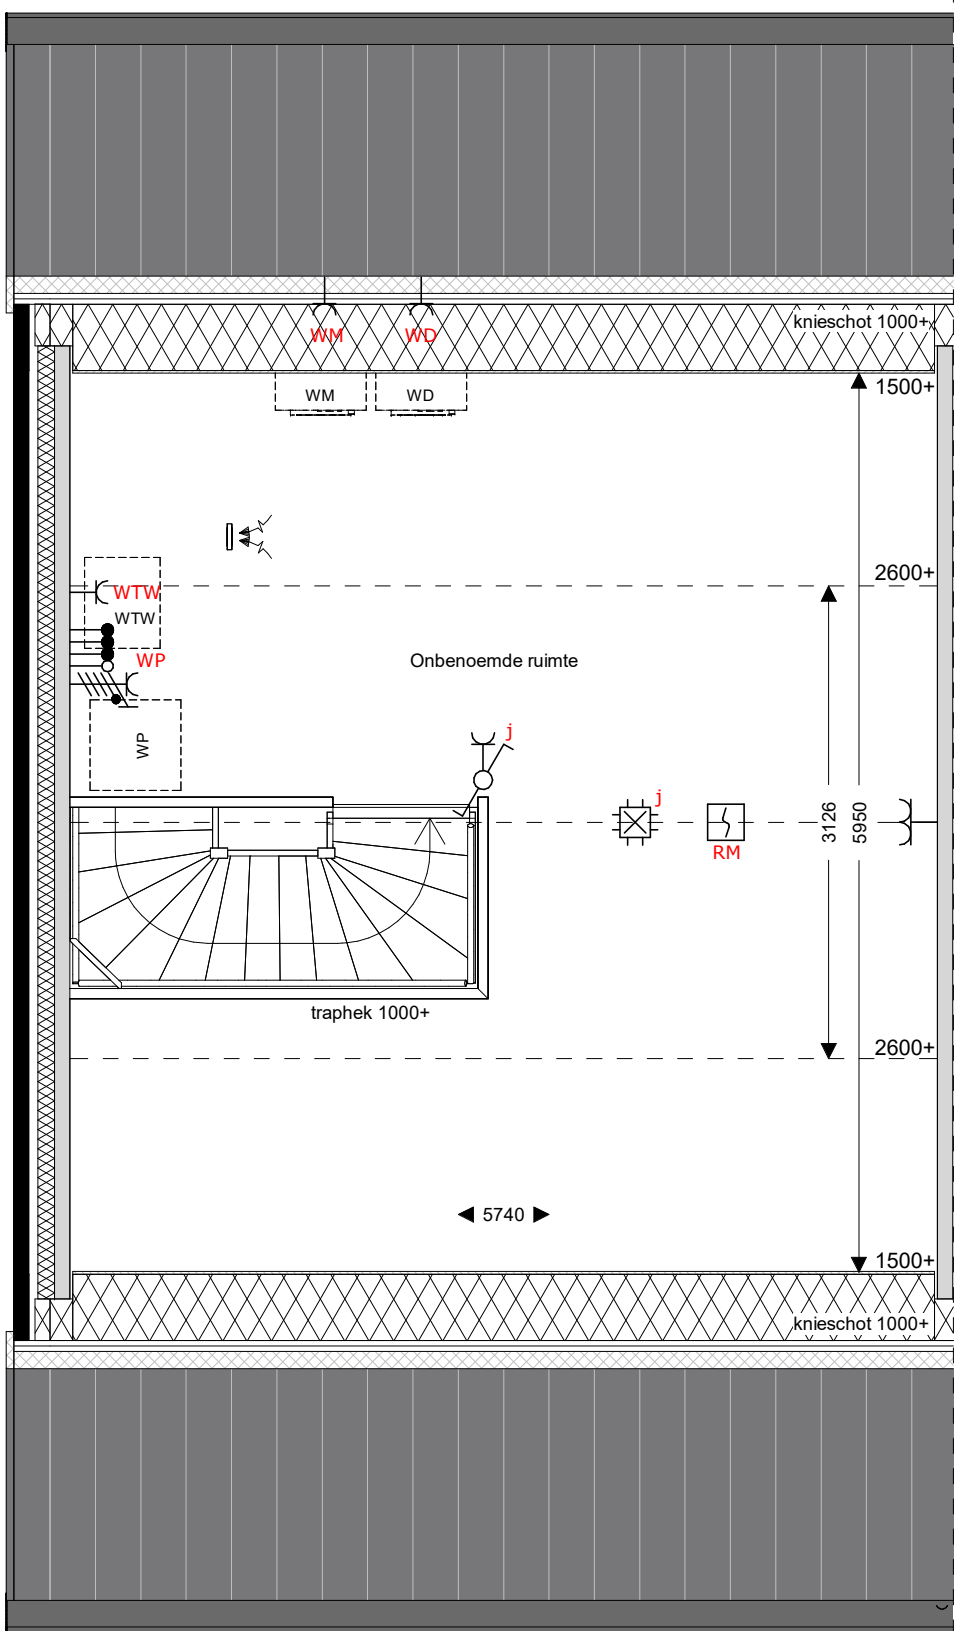 knieschot 1000+
WM
WD
1500+
WM
WD
2600+
WTW
WTW
WP
Onbenoemde ruimte
WP
j
j
RM
3126
5950
traphek 1000+
2600+
5740
1500+
knieschot 1000+